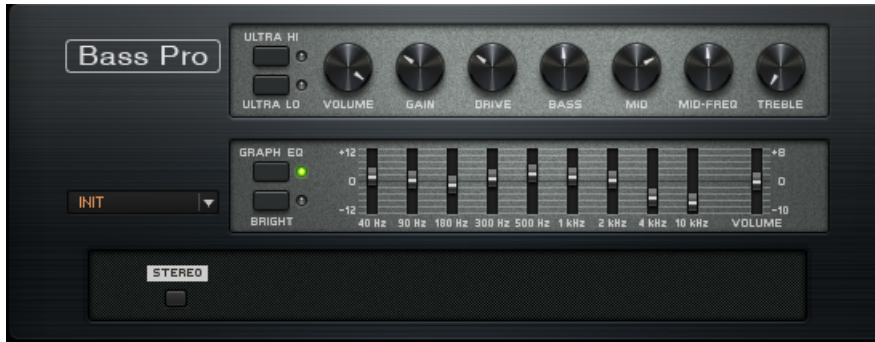 Bass Pro
ULTRA HI
ULTRA LO
VOLUME GAIN DRIVE BASS MID MID-FREQ TREBLE
GRAPH EQ
BRIGHT
+12
0
-12
40 Hz 90 Hz 180 Hz 300 Hz 500 Hz 1 kHz 2 kHz 4 kHz 10 kHz VOLUME
+8
0
-10
INIT
STEREO